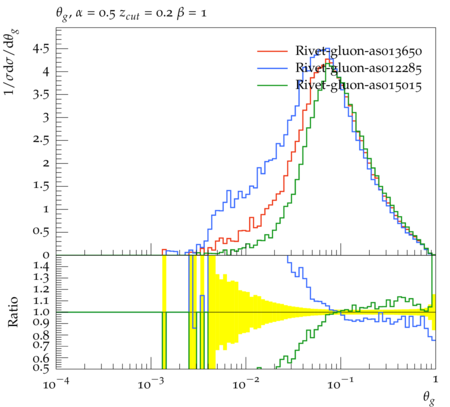 θg, α = 0.5 zcut = 0.2 β = 1
1/σdσ/dθg
4.5
4
3.5
3
2.5
2
1.5
1
0.5
0
Rivet-gluon-as013650
Rivet-gluon-as012285
Rivet-gluon-as015015
Ratio
1.4
1.3
1.2
1.1
1.0
0.9
0.8
0.7
0.6
0.5
10−4 10−3 10−2 10−1 1
θg